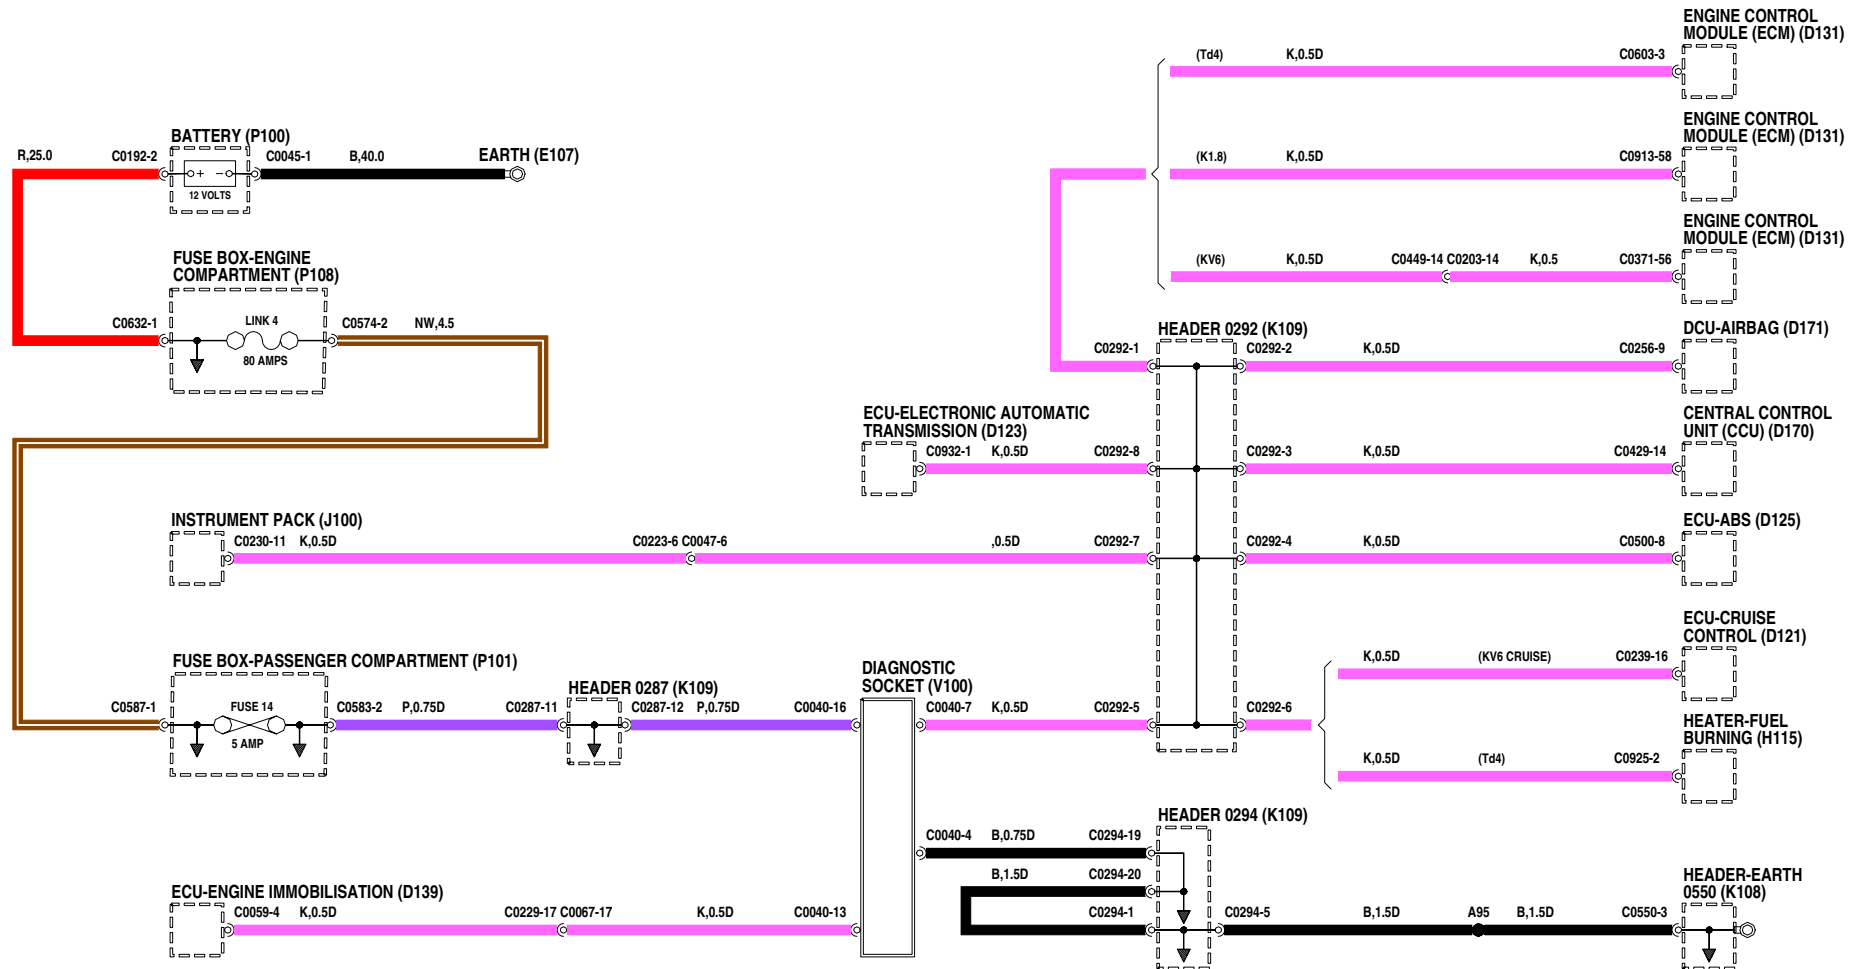 ENGINE CONTROL
MODULE (ECM) (D131)
(Td4) K,0.5D C0603-3
ENGINE CONTROL
MODULE (ECM) (D131)
(K1.8) K,0.5D C0913-58
ENGINE CONTROL
MODULE (ECM) (D131)
(KV6) K,0.5D C0449-14 C0203-14 K,0.5 C0371-56
BATTERY (P100)
R,25.0 C0192-2 C0045-1 B,40.0 EARTH (E107)
+ -
12 VOLTS
FUSE BOX-ENGINE
COMPARTMENT (P108)
C0632-1 LINK 4 C0574-2 NW,4.5
80 AMPS
HEADER 0292 (K109)
DCU-AIRBAG (D171)
C0292-1 C0292-2 K,0.5D C0256-9
ECU-ELECTRONIC AUTOMATIC
TRANSMISSION (D123)
CENTRAL CONTROL
UNIT (CCU) (D170)
C0932-1 K,0.5D C0292-8 C0292-3 K,0.5D C0429-14
INSTRUMENT PACK (J100)
ECU-ABS (D125)
C0230-11 K,0.5D C0223-6 C0047-6 ,0.5D C0292-7 C0292-4 K,0.5D C0500-8
ECU-CRUISE
CONTROL (D121)
K,0.5D (KV6 CRUISE) C0239-16
FUSE BOX-PASSENGER COMPARTMENT (P101)
HEADER 0287 (K109)
DIAGNOSTIC
SOCKET (V100)
C0587-1 FUSE 14 C0583-2 P,0.75D C0287-11 C0287-12 P,0.75D C0040-16 C0040-7 K,0.5D C0292-5 C0292-6
5 AMP
HEATER-FUEL
BURNING (H115)
K,0.5D (Td4) C0925-2
HEADER 0294 (K109)
C0040-4 B,0.75D C0294-19
B,1.5D C0294-20
HEADER-EARTH
0550 (K108)
ECU-ENGINE IMMOBILISATION (D139)
C0059-4 K,0.5D C0229-17 C0067-17 K,0.5D C0040-13 C0294-1 C0294-5 B,1.5D A95 B,1.5D C0550-3